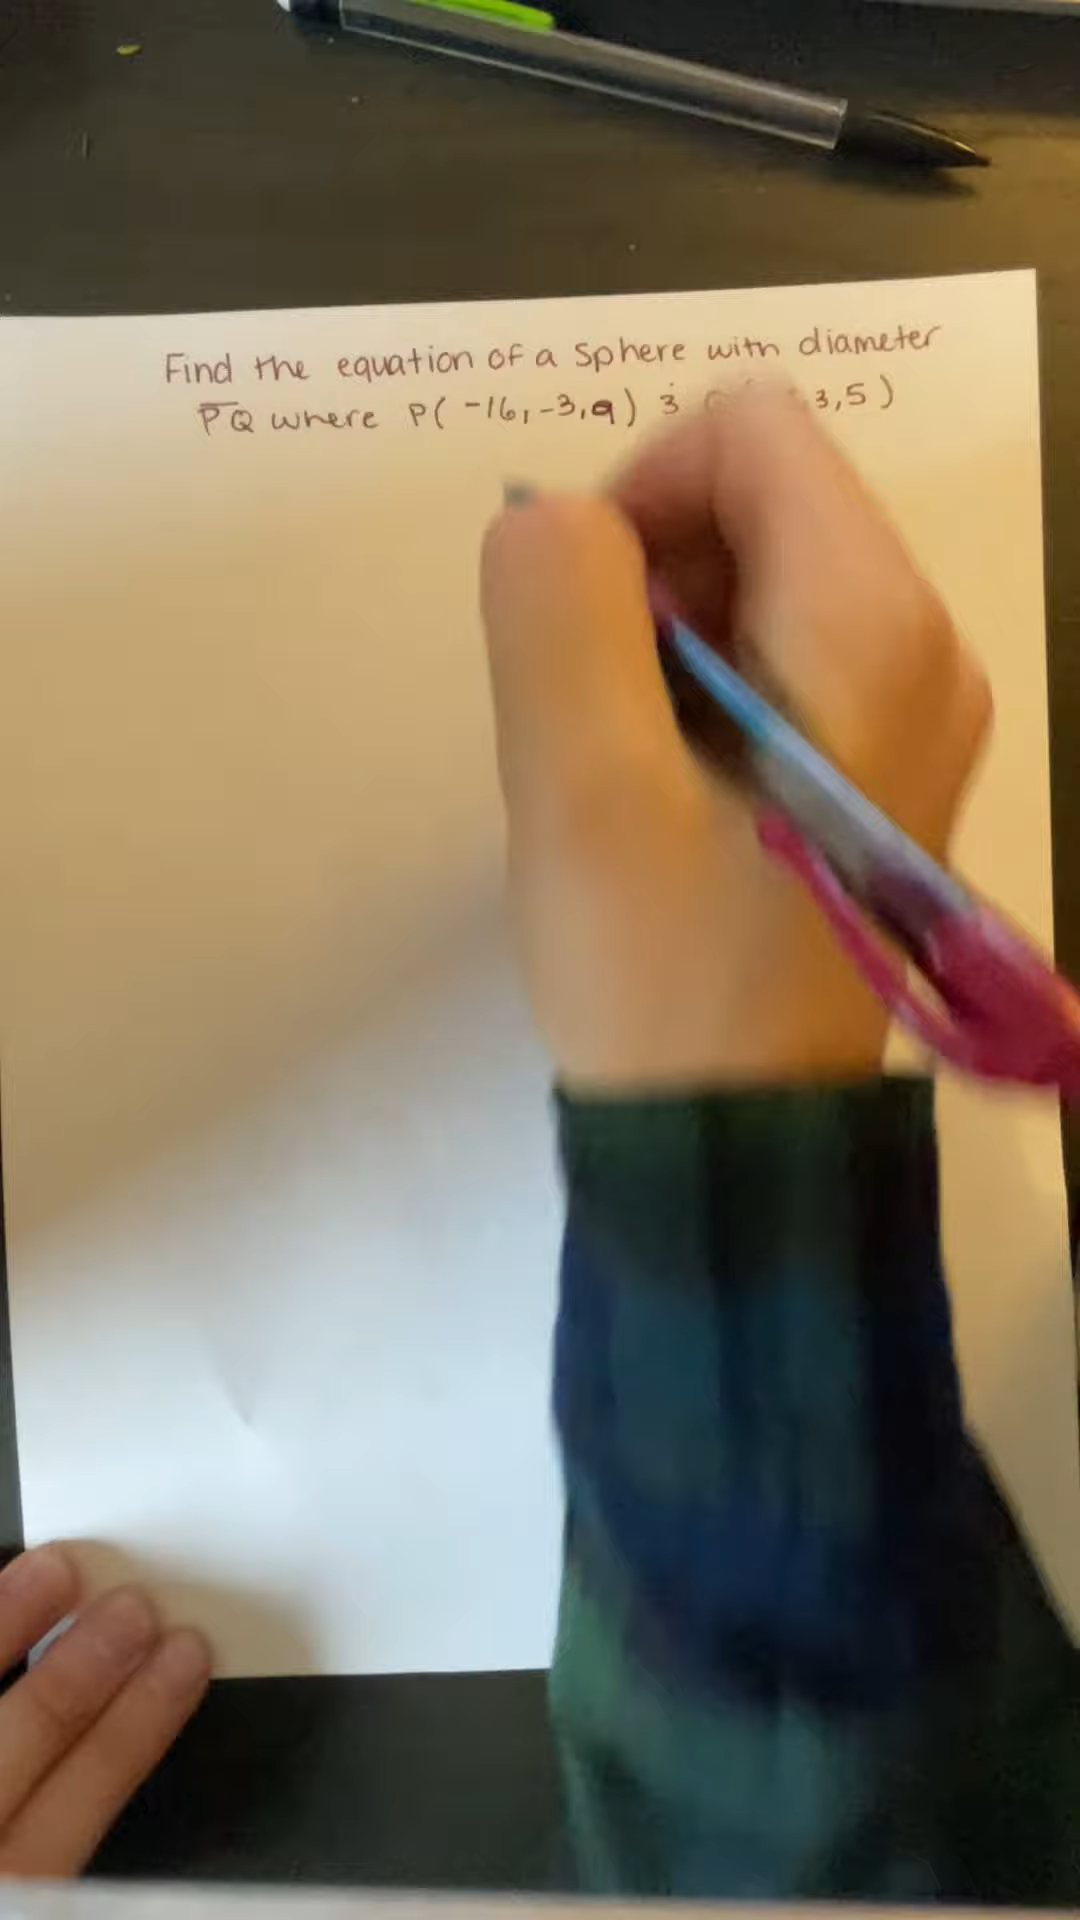 Find the equation of a sphere with diameter
PQ where P(-16,-3,9) 3,5)